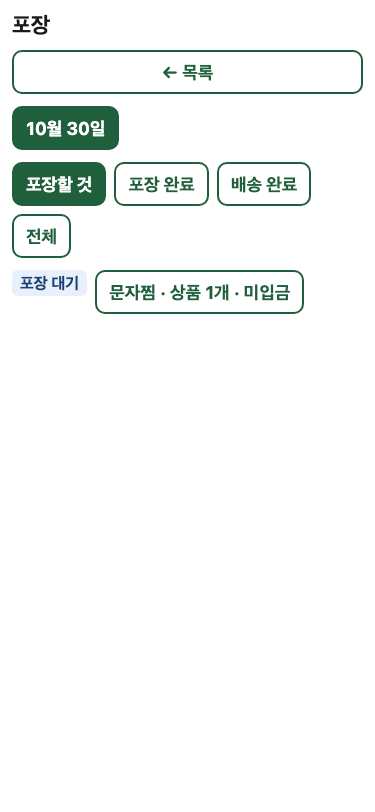 포장
← 목록
10월 30일
포장할 것 포장 완료 배송 완료
전체
포장 대기 문자찜 · 상품 1개 · 미입금